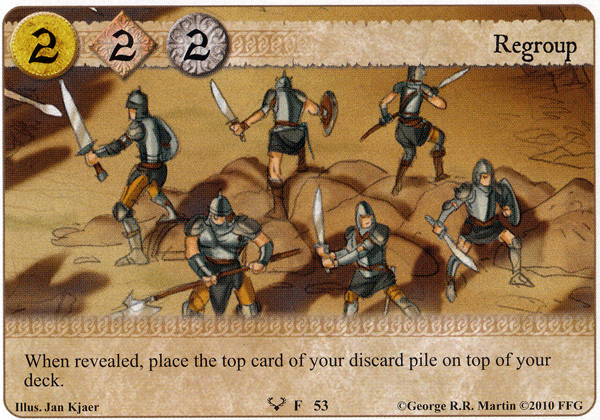 2 2 2 Regroup
When revealed, place the top card of your discard pile on top of your
deck.
Illus. Jan Kjaer F 53 ©George R.R. Martin ©2010 FFG